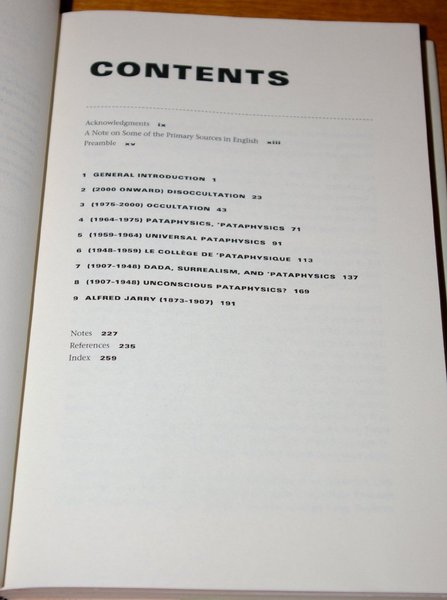 CONTENTS
Acknowledgments ix
A Note on Some of the Primary Sources in English xiii
Preamble xv
1 GENERAL INTRODUCTION 1
2 (2000 ONWARD) DISOCCULTATION 23
3 (1975-2000) OCCULTATION 43
4 (1964-1975) PATAPHYSICS, 'PATAPHYSICS 71
5 (1959-1964) UNIVERSAL PATAPHYSICS 91
6 (1948-1959) LE COLLÈGE DE 'PATAPHYSIQUE 113
7 (1907-1948) DADA, SURREALISM, AND 'PATAPHYSICS 137
8 (1907-1948) UNCONSCIOUS PATAPHYSICS? 169
9 ALFRED JARRY (1873-1907) 191
Notes 227
References 235
Index 259